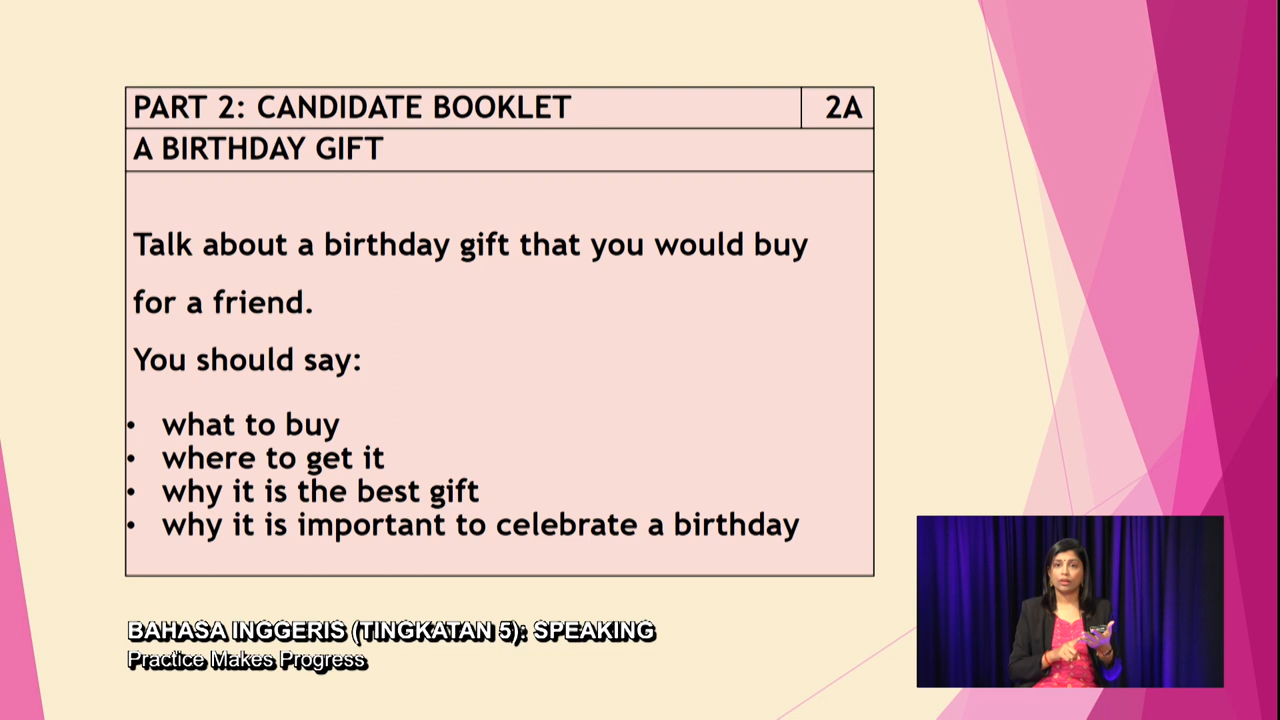 PART 2: CANDIDATE BOOKLET 2A
A BIRTHDAY GIFT
Talk about a birthday gift that you would buy
for a friend.
You should say:
• what to buy
• where to get it
• why it is the best gift
• why it is important to celebrate a birthday
BAHASA INGGERIS (TINGKATAN 5): SPEAKING
Practice Makes Progress